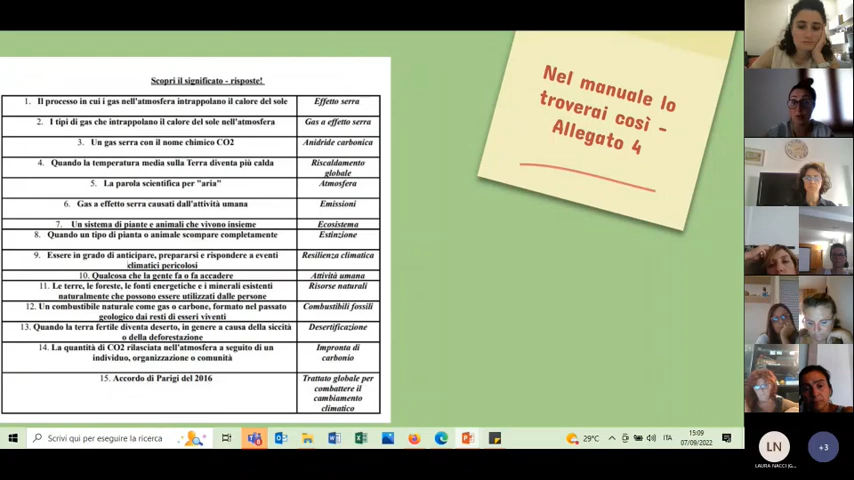 Scopri il significato - risposte!
1. Il processo in cui i gas nell'atmosfera intrappolano il calore del sole
Effetto serra
2. I tipi di gas che intrappolano il calore del sole nell'atmosfera
Gas a effetto serra
3. Un gas serra con il nome chimico CO2
Anidride carbonica
4. Quando la temperatura media sulla Terra diventa più calda
Riscaldamento
globale
5. La parola scientifica per "aria"
Atmosfera
6. Gas a effetto serra causati dall'attività umana
Emissioni
7. Un sistema di piante e animali che vivono insieme
Ecosistema
8. Quando un tipo di pianta o animale scompare completamente
Estinzione
9. Essere in grado di anticipare, prepararsi e rispondere a eventi
climatici pericolosi
Resilienza climatica
10. Qualcosa che la gente fa o fa accadere
Attività umana
11. Le terre, le foreste, le fonti energetiche e i minerali esistenti
naturalmente che possono essere utilizzati dalle persone
Risorse naturali
12. Un combustibile naturale come gas o carbone, formato nel passato
geologico dai resti di esseri viventi
Combustibili fossili
13. Quando la terra fertile diventa deserto, in genere a causa della siccità
o della deforestazione
Desertificazione
14. La quantità di CO2 rilasciata nell'atmosfera a seguito di un
individuo, organizzazione o comunità
Impronta di
carbonio
15. Accordo di Parigi del 2016
Trattato globale per
combattere il
cambiamento
climatico
Nel manuale lo
troverai così -
Allegato 4
Scrivi qui per eseguire la ricerca
29°C
ITA
15:09
07/09/2022
LN
+3
LAURA NACCI (G...